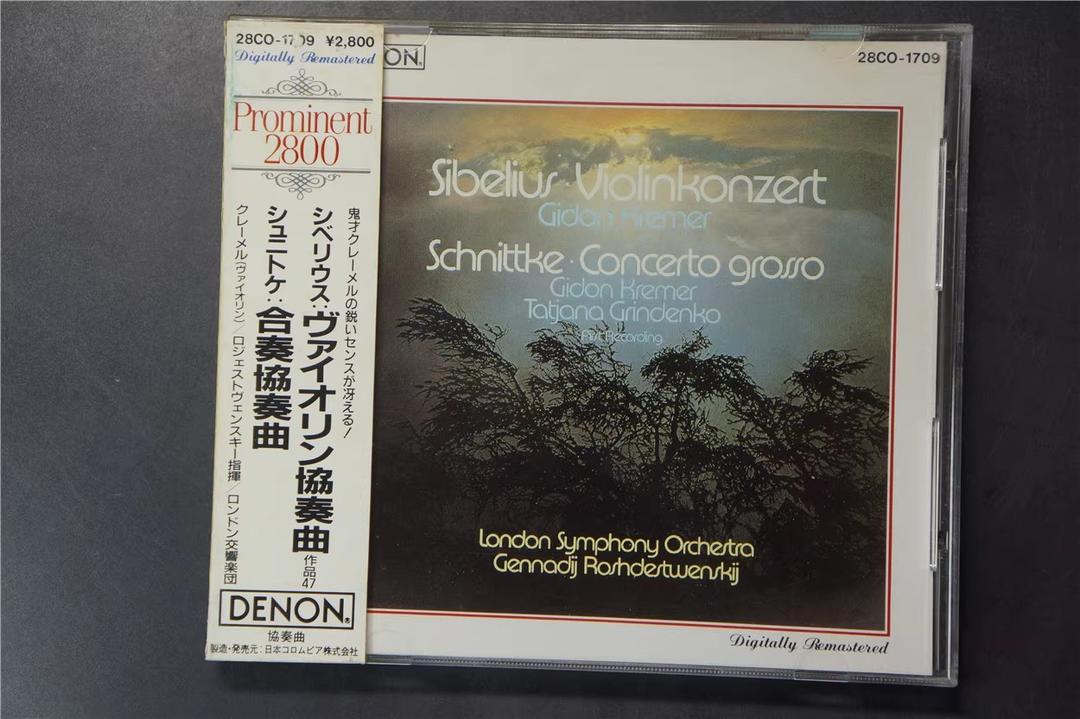 28CO-1709 ¥2,800
Digitally Remastered
Prominent
2800
鬼才クレーメルの鋭いセンスが冴える!
シベリウス:ヴァイオリン協奏曲 作品47
シュニトケ:合奏協奏曲
クレーメル(ヴァイオリン)/ロジェストヴェンスキー指揮/ロンドン交響楽団
DENON®
協奏曲
製造・発売元:日本コロムビア株式会社
28CO-1709
Sibelius · Violinkonzert
Gidon Kremer
Schnittke · Concerto grosso
Gidon Kremer
Tatjana Grindenko
First Recording
London Symphony Orchestra
Gennadij Roshdestwenskij
Digitally Remastered